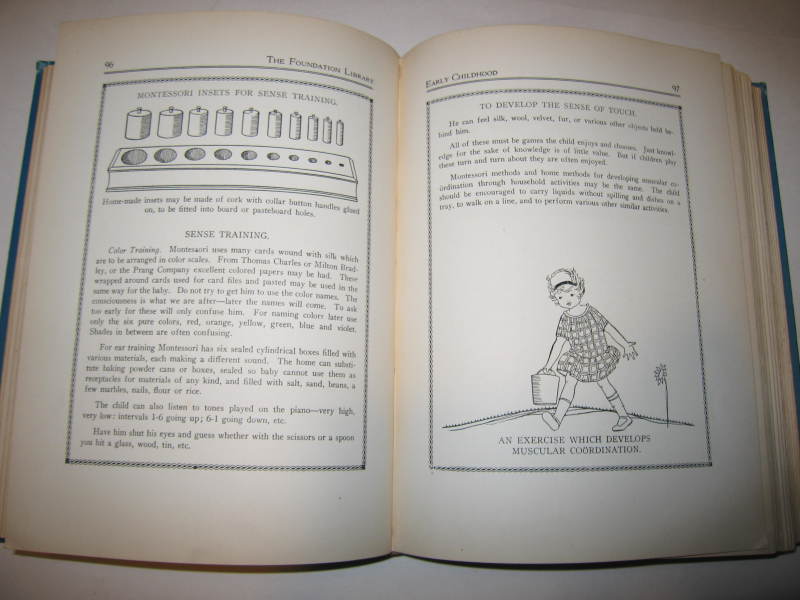 96
THE FOUNDATION LIBRARY
MONTESSORI INSETS FOR SENSE TRAINING.
Home-made insets may be made of cork with collar button handles glued
on, to be fitted into board or pasteboard holes.
SENSE TRAINING.
Color Training. Montessori uses many cards wound with silk which
are to be arranged in color scales. From Thomas Charles or Milton Brad-
ley, or the Prang Company excellent colored papers may be had. These
wrapped around cards used for card files and pasted may be used in the
same way for the baby. Do not try to get him to use the color names. The
consciousness is what we are after—later the names will come. To ask
too early for these will only confuse him. For naming colors later use
only the six pure colors, red, orange, yellow, green, blue and violet.
Shades in between are often confusing.
For ear training Montessori has six sealed cylindrical boxes filled with
various materials, each making a different sound. The home can substi-
tute baking powder cans or boxes, sealed so baby cannot use them as
receptacles for materials of any kind, and filled with salt, sand, beans, a
few marbles, nails, flour or rice.
The child can also listen to tones played on the piano—very high,
very low: intervals 1-6 going up; 6-1 going down, etc.
Have him shut his eyes and guess whether with the scissors or a spoon
you hit a glass, wood, tin, etc.
EARLY CHILDHOOD
97
TO DEVELOP THE SENSE OF TOUCH.
He can feel silk, wool, velvet, fur, or various other objects held be-
hind him.
All of these must be games the child enjoys and chooses. Just knowl-
edge for the sake of knowledge is of little value. But if children play
these turn and turn about they are often enjoyed.
Montessori methods and home methods for developing muscular co-
ordination through household activities may be the same. The child
should be encouraged to carry liquids without spilling and dishes on a
tray, to walk on a line, and to perform various other similar activities.
AN EXERCISE WHICH DEVELOPS
MUSCULAR COÖRDINATION.